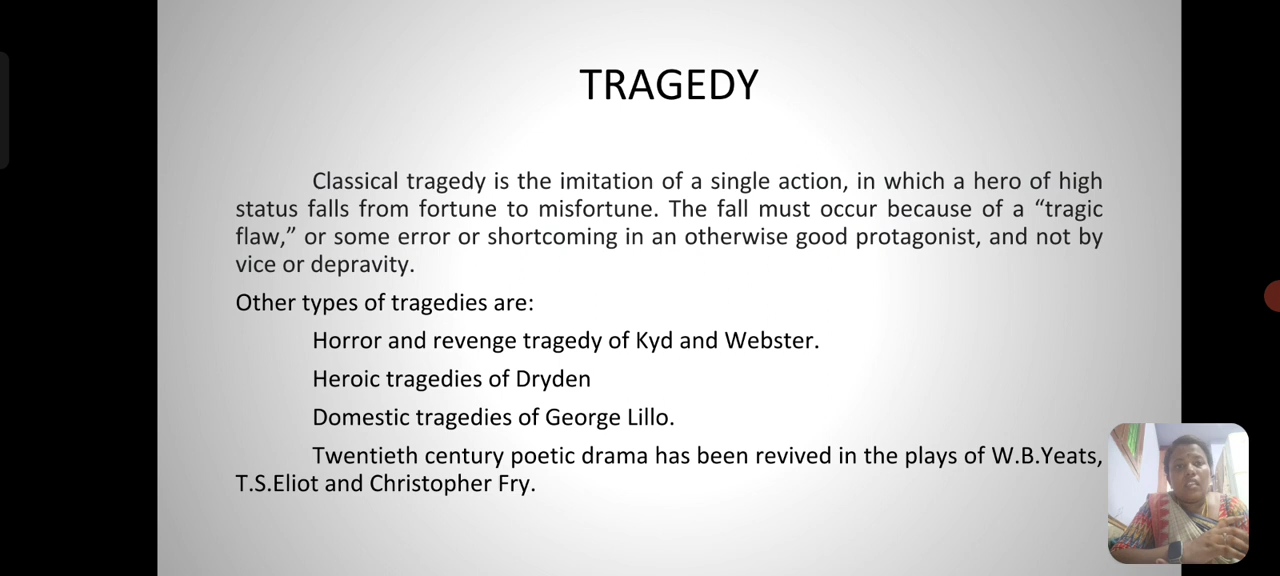 TRAGEDY
Classical tragedy is the imitation of a single action, in which a hero of high
status falls from fortune to misfortune. The fall must occur because of a “tragic
flaw,” or some error or shortcoming in an otherwise good protagonist, and not by
vice or depravity.
Other types of tragedies are:
Horror and revenge tragedy of Kyd and Webster.
Heroic tragedies of Dryden
Domestic tragedies of George Lillo.
Twentieth century poetic drama has been revived in the plays of W.B.Yeats,
T.S.Eliot and Christopher Fry.